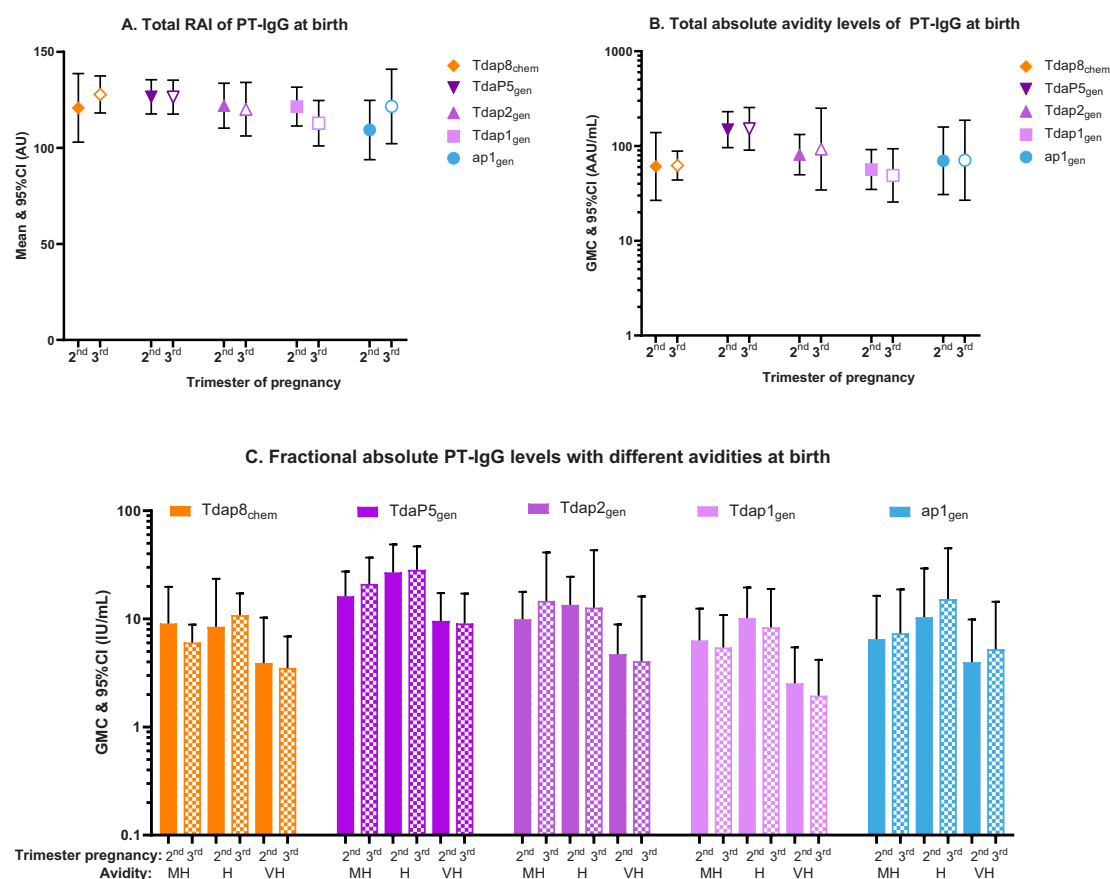 A. Total RAI of PT-IgG at birth
Mean & 95%CI (AU)
150
100
50
0
2nd 3rd 2nd 3rd 2nd 3rd 2nd 3rd 2nd 3rd
Trimester of pregnancy
Tdap8chem
TdaP5gen
Tdap2gen
Tdap1gen
ap1gen
B. Total absolute avidity levels of PT-IgG at birth
GMC & 95%CI (AAU/mL)
1000
100
10
1
2nd 3rd 2nd 3rd 2nd 3rd 2nd 3rd 2nd 3rd
Trimester of pregnancy
Tdap8chem
TdaP5gen
Tdap2gen
Tdap1gen
ap1gen
C. Fractional absolute PT-IgG levels with different avidities at birth
Tdap8chem TdaP5gen Tdap2gen Tdap1gen ap1gen
GMC & 95%CI (IU/mL)
100
10
1
0.1
Trimester pregnancy: 2nd 3rd 2nd 3rd 2nd 3rd 2nd 3rd 2nd 3rd 2nd 3rd 2nd 3rd 2nd 3rd 2nd 3rd 2nd 3rd 2nd 3rd 2nd 3rd 2nd 3rd 2nd 3rd 2nd 3rd
Avidity: MH H VH MH H VH MH H VH MH H VH MH H VH